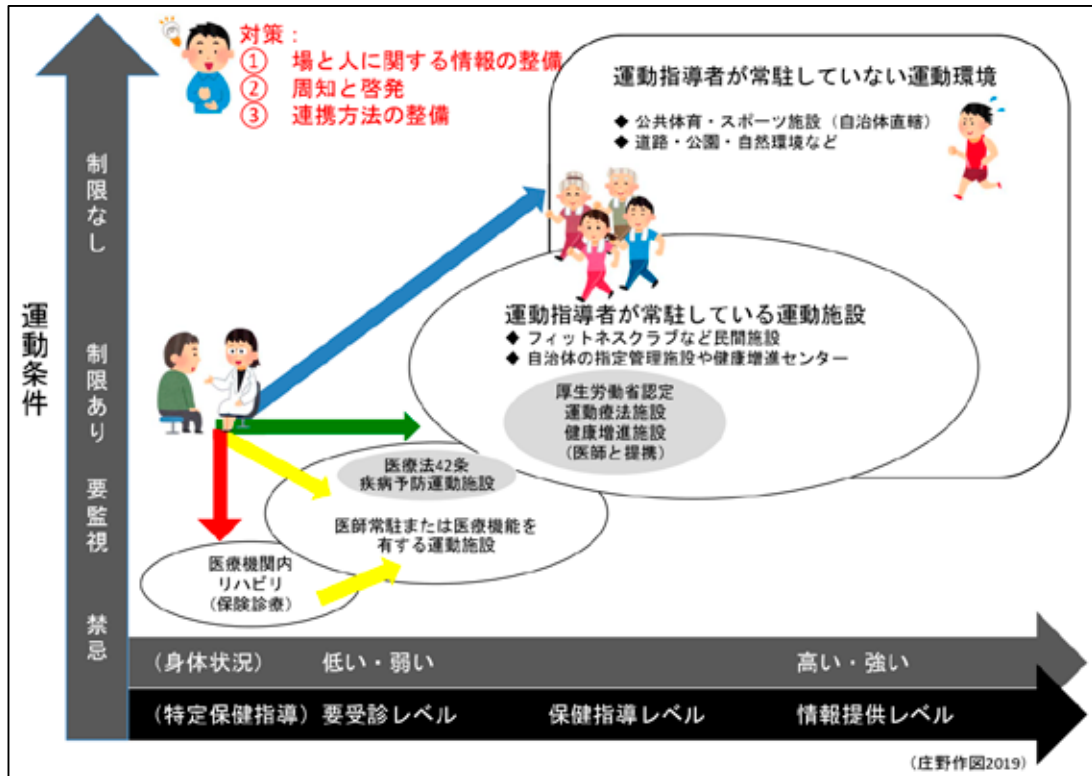 対策：
① 場と人に関する情報の整備
② 周知と啓発
③ 連携方法の整備
運動指導者が常駐していない運動環境
◆ 公共体育・スポーツ施設（自治体直轄）
◆ 道路・公園・自然環境など
運動条件
制限なし
制限あり
要監視
禁忌
運動指導者が常駐している運動施設
◆ フィットネスクラブなど民間施設
◆ 自治体の指定管理施設や健康増進センター
厚生労働省認定
運動療法施設
健康増進施設
(医師と提携)
医療法42条
疾病予防運動施設
医師常駐または医療機能を
有する運動施設
医療機関内
リハビリ
(保険診療)
(身体状況) 低い・弱い 高い・強い
(特定保健指導) 要受診レベル 保健指導レベル 情報提供レベル
(庄野作図2019)